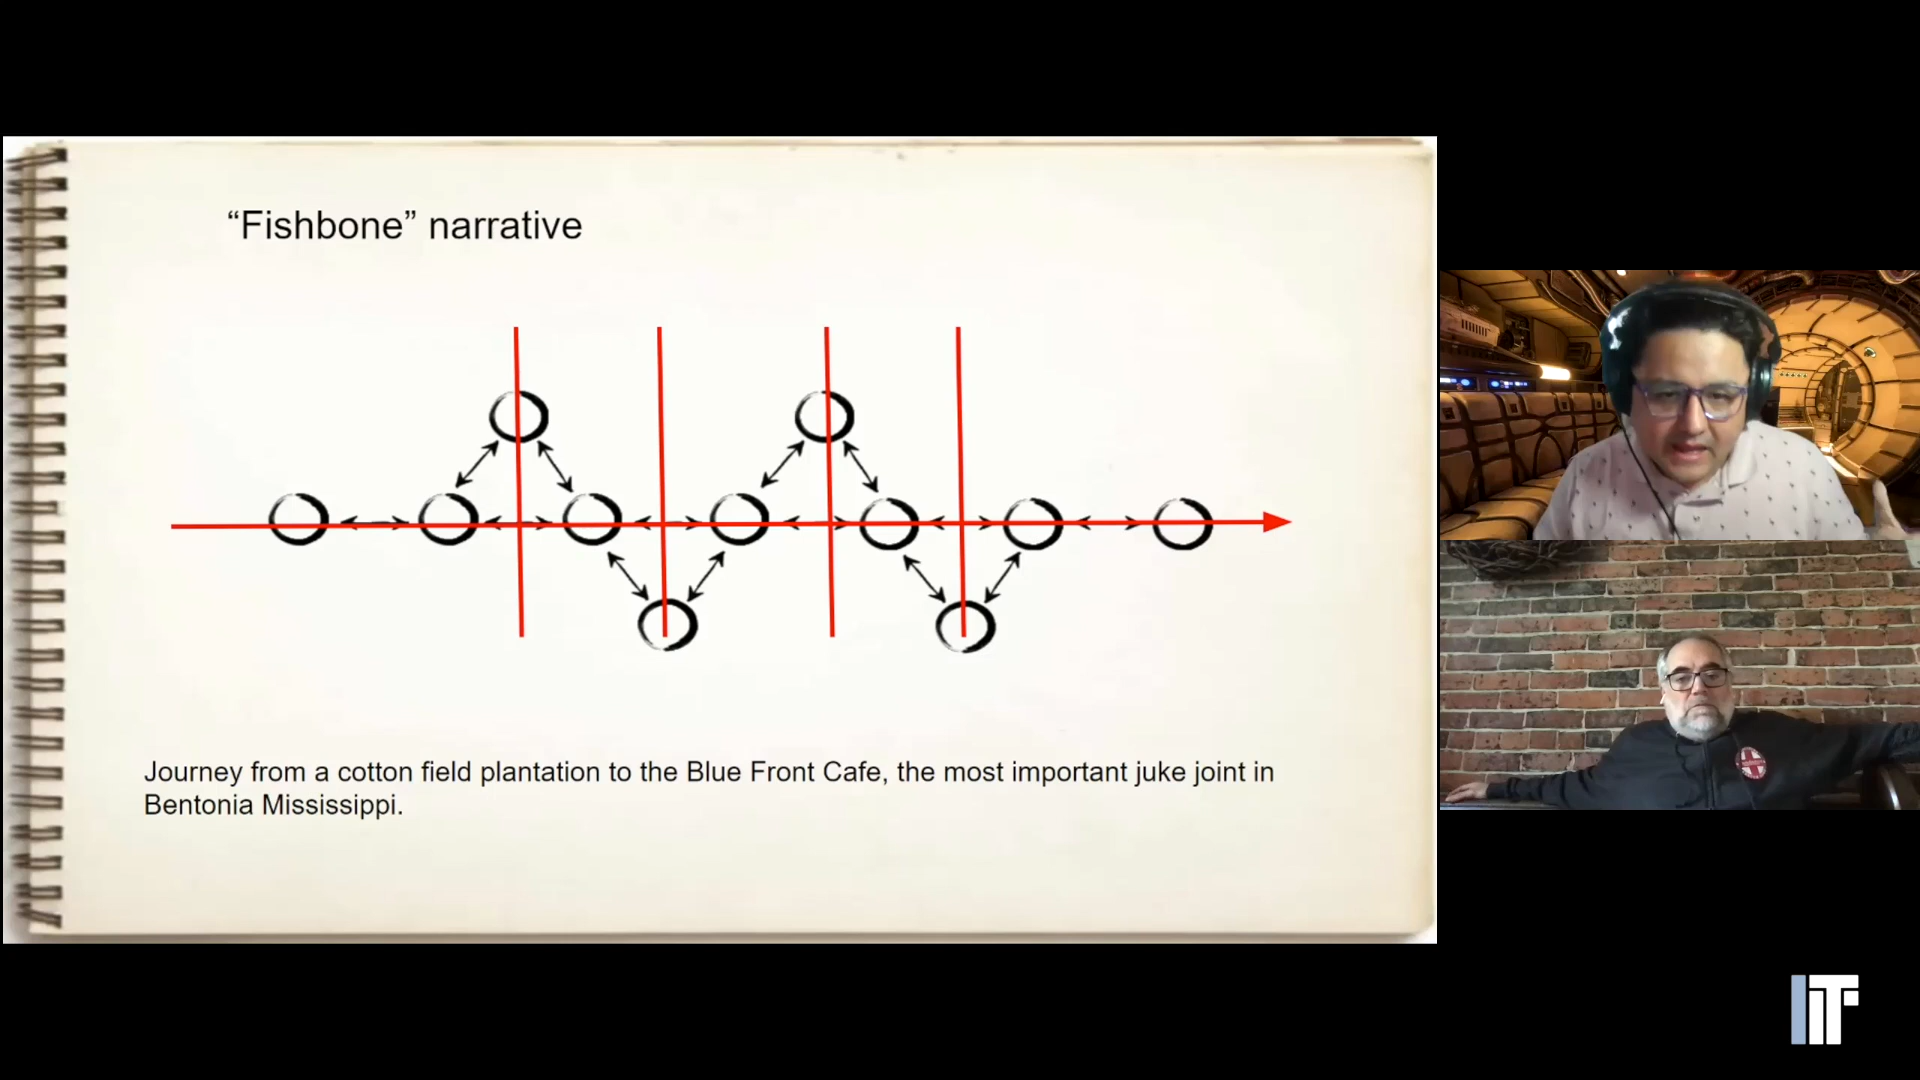 “Fishbone” narrative
Journey from a cotton field plantation to the Blue Front Cafe, the most important juke joint in
Bentonia Mississippi.